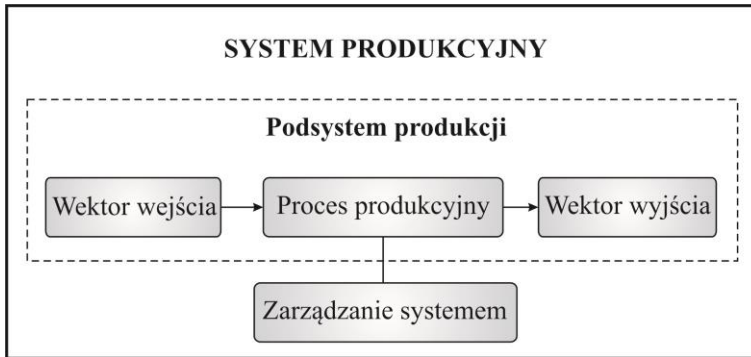 SYSTEM PRODUKCYJNY
Podsystem produkcji
Wektor wejścia
Proces produkcyjny
Wektor wyjścia
Zarządzanie systemem